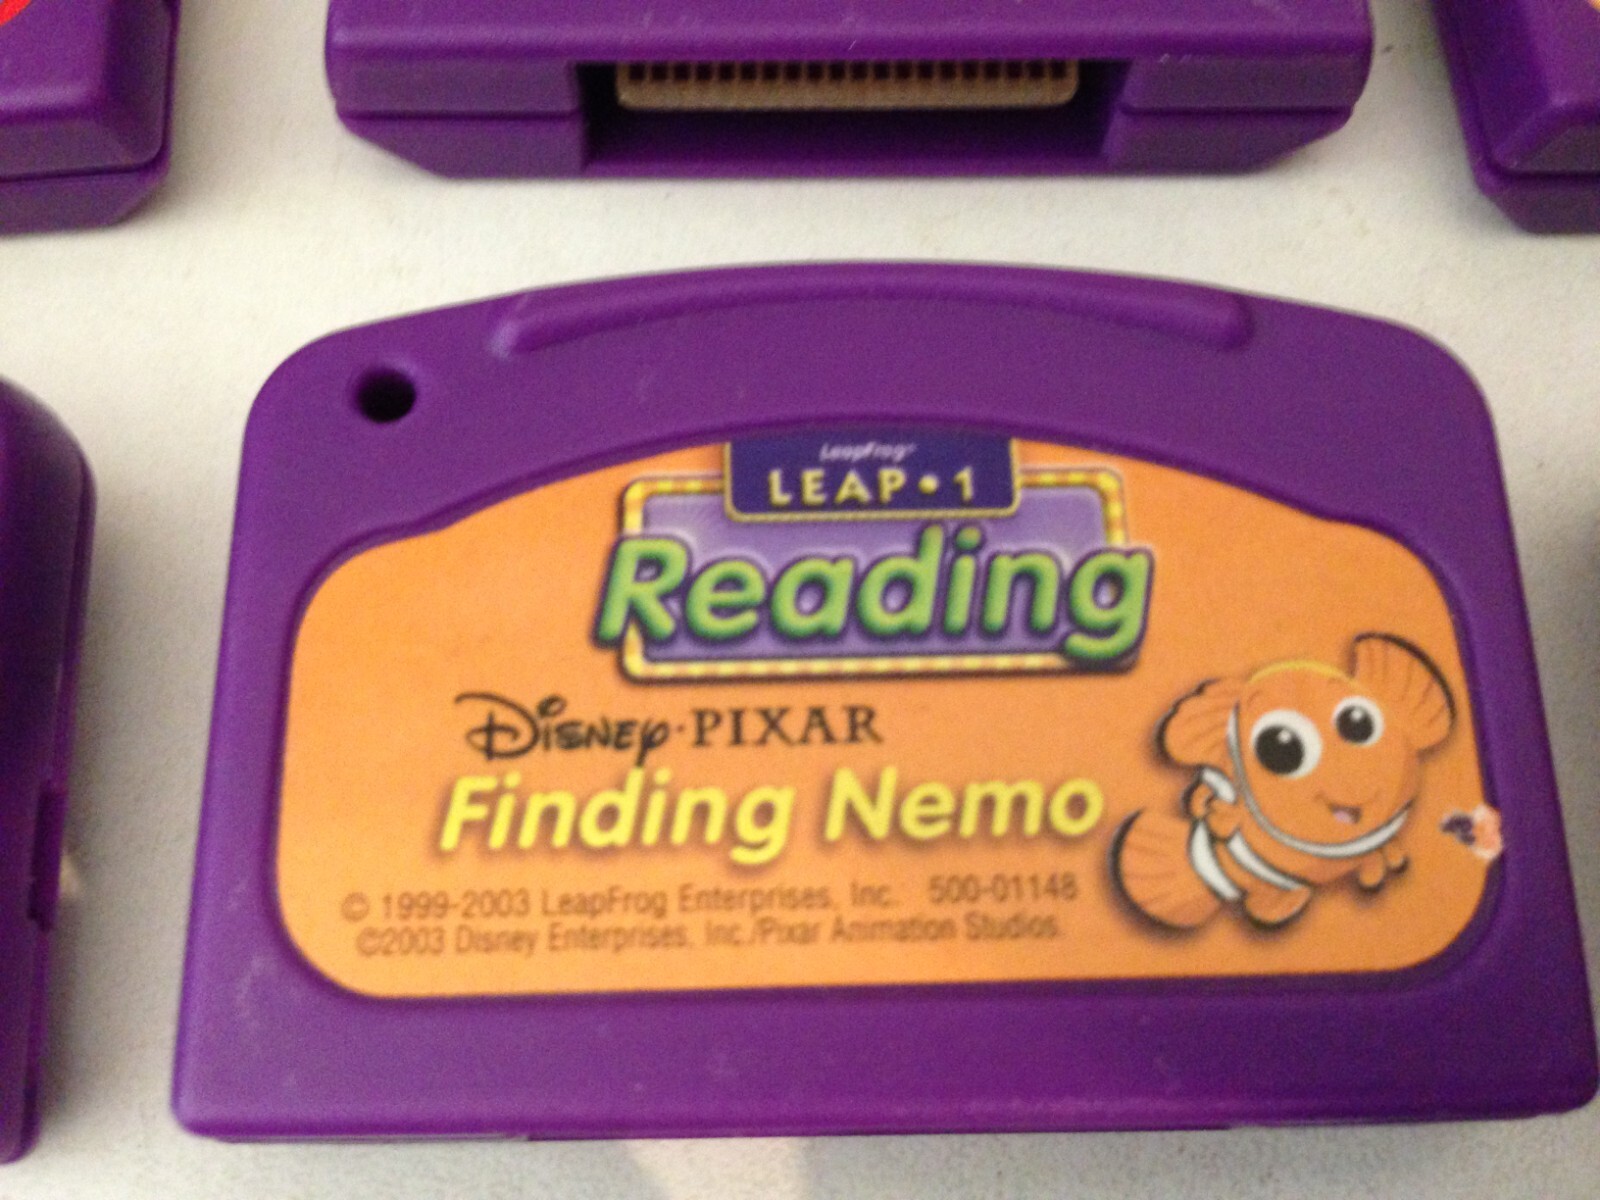 LeapFrog®
LEAP•1
Reading
Disney·PIXAR
Finding Nemo
© 1999-2003 LeapFrog Enterprises, Inc. 500-01148
©2003 Disney Enterprises, Inc./Pixar Animation Studios.